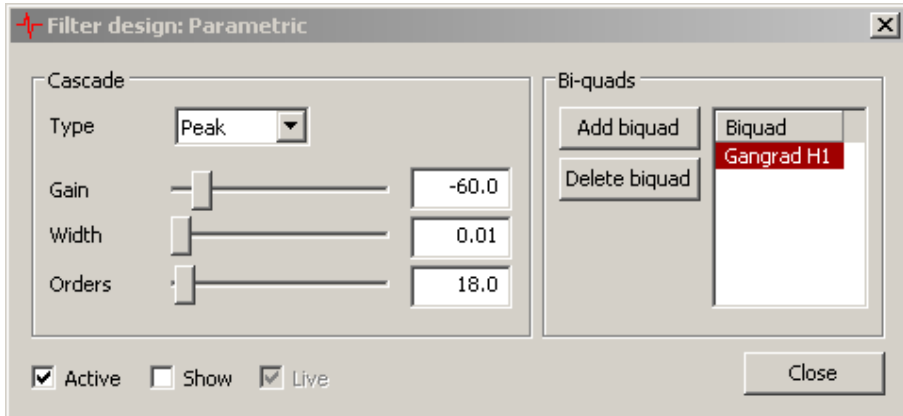 Filter design: Parametric
Cascade
Type
Peak
Gain
-60.0
Width
0.01
Orders
18.0
Bi-quads
Add biquad
Delete biquad
Biquad
Gangrad H1
Active
Show
Live
Close